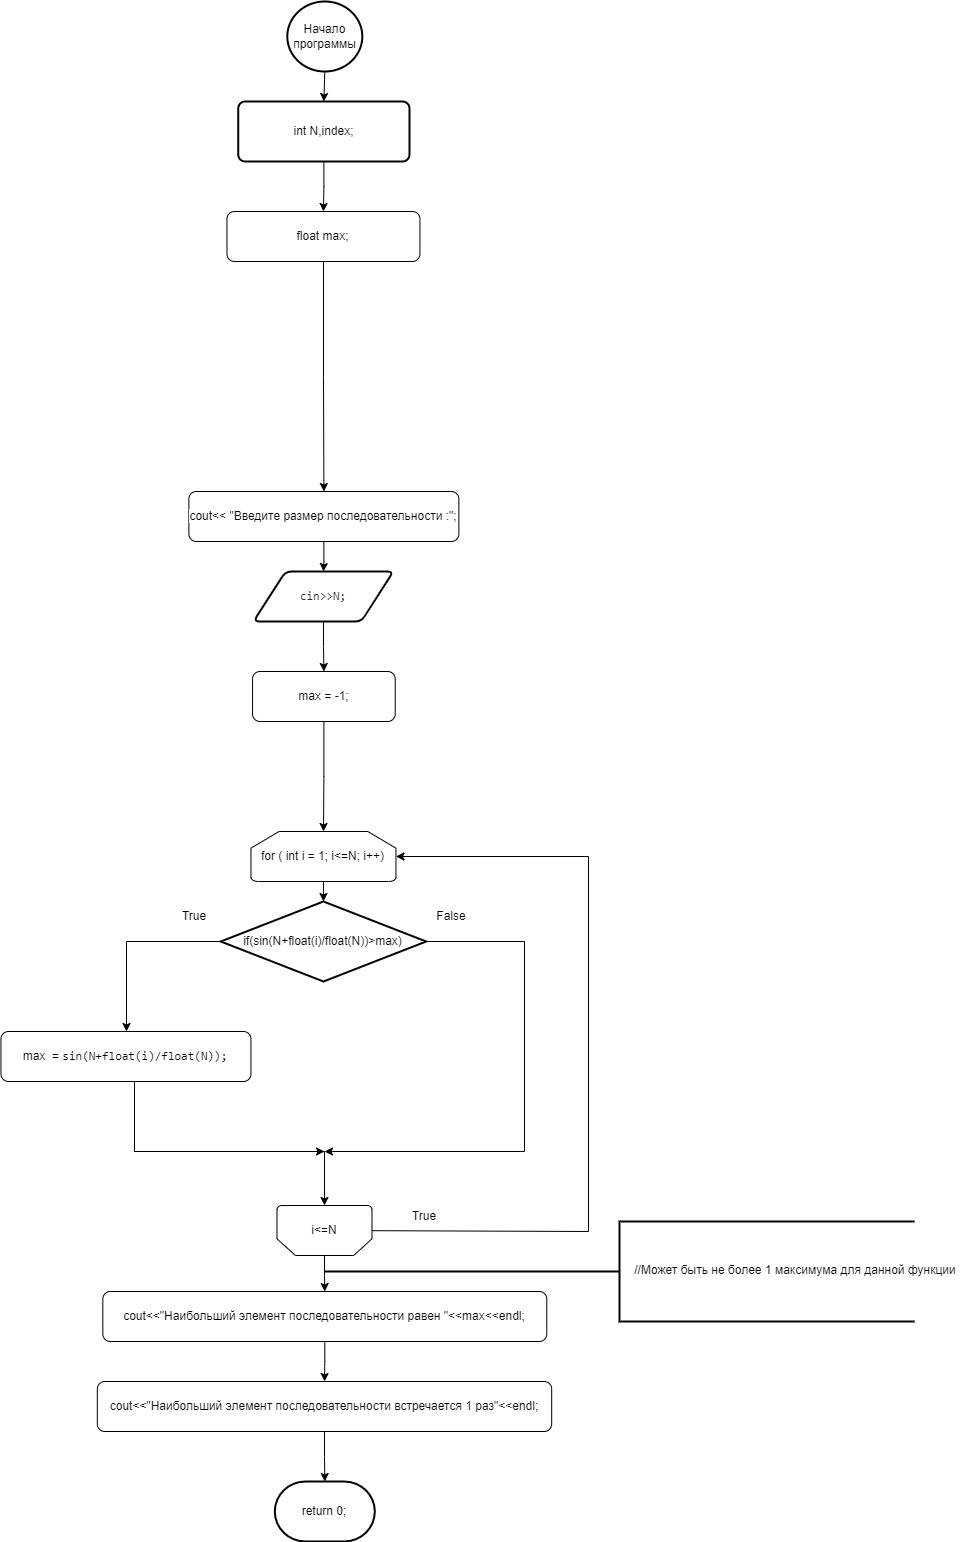 Начало
программы
int N,index;
float max;
cout<< "Введите размер последовательности :";
cin>>N;
max = -1;
for ( int i = 1; i<=N; i++)
True
False
if(sin(N+float(i)/float(N))>max)
max = sin(N+float(i)/float(N));
i<=N
True
//Может быть не более 1 максимума для данной функции
cout<<"Наибольший элемент последовательности равен "<<max<<endl;
cout<<"Наибольший элемент последовательности встречается 1 раз"<<endl;
return 0;